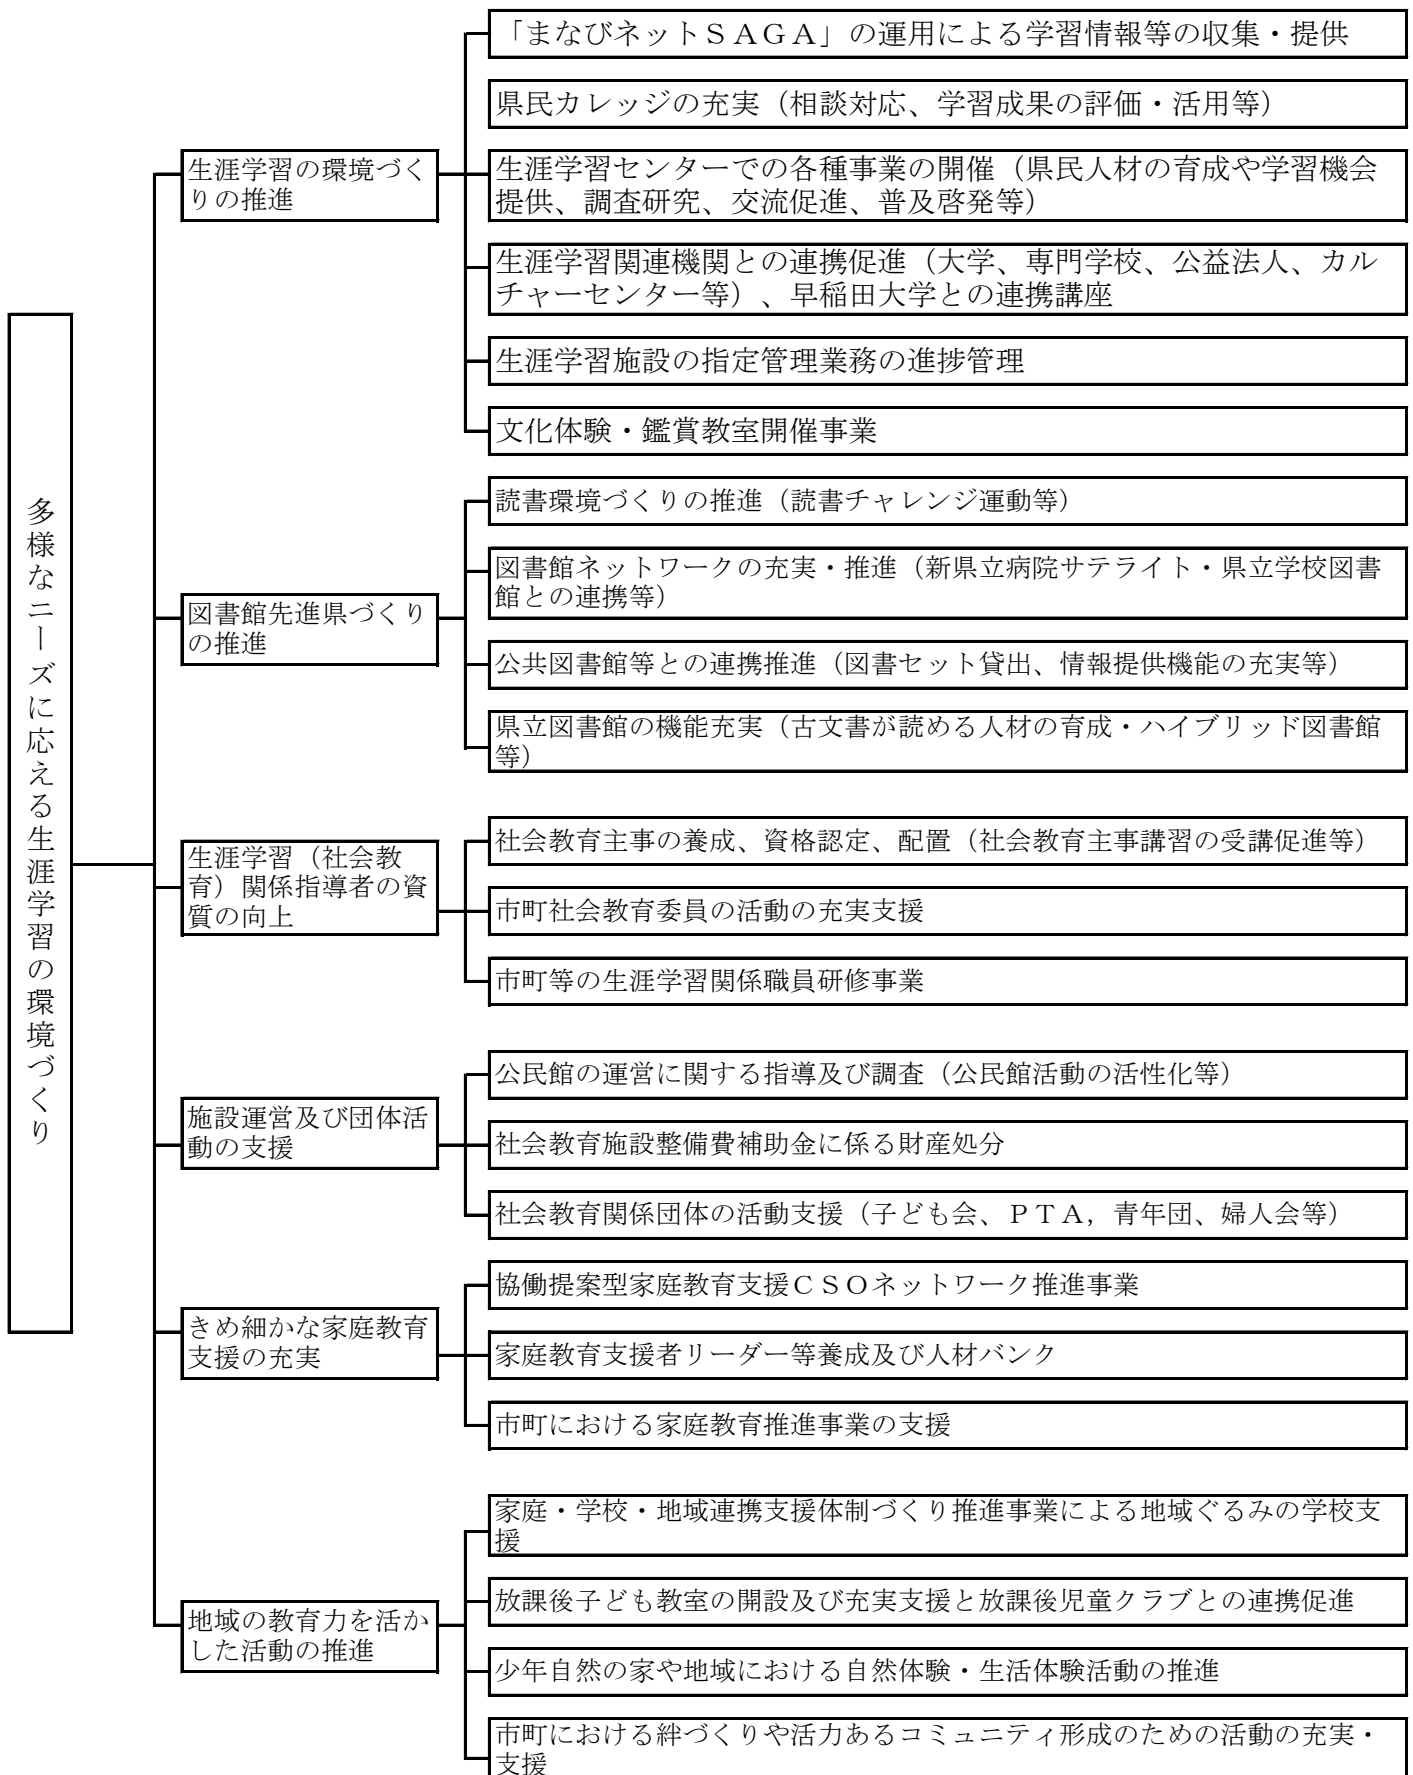 多様なニーズに応える生涯学習の環境づくり
生涯学習の環境づく
りの推進
「まなびネットＳＡＧＡ」の運用による学習情報等の収集・提供
県民カレッジの充実（相談対応、学習成果の評価・活用等）
生涯学習センターでの各種事業の開催（県民人材の育成や学習機会
提供、調査研究、交流促進、普及啓発等）
生涯学習関連機関との連携促進（大学、専門学校、公益法人、カル
チャーセンター等）、早稲田大学との連携講座
生涯学習施設の指定管理業務の進捗管理
文化体験・鑑賞教室開催事業
図書館先進県づくり
の推進
読書環境づくりの推進（読書チャレンジ運動等）
図書館ネットワークの充実・推進（新県立病院サテライト・県立学校図書
館との連携等）
公共図書館等との連携推進（図書セット貸出、情報提供機能の充実等）
県立図書館の機能充実（古文書が読める人材の育成・ハイブリッド図書館
等）
生涯学習（社会教
育）関係指導者の資
質の向上
社会教育主事の養成、資格認定、配置（社会教育主事講習の受講促進等）
市町社会教育委員の活動の充実支援
市町等の生涯学習関係職員研修事業
施設運営及び団体活
動の支援
公民館の運営に関する指導及び調査（公民館活動の活性化等）
社会教育施設整備費補助金に係る財産処分
社会教育関係団体の活動支援（子ども会、ＰＴＡ，青年団、婦人会等）
きめ細かな家庭教育
支援の充実
協働提案型家庭教育支援ＣＳＯネットワーク推進事業
家庭教育支援者リーダー等養成及び人材バンク
市町における家庭教育推進事業の支援
地域の教育力を活か
した活動の推進
家庭・学校・地域連携支援体制づくり推進事業による地域ぐるみの学校支
援
放課後子ども教室の開設及び充実支援と放課後児童クラブとの連携促進
少年自然の家や地域における自然体験・生活体験活動の推進
市町における絆づくりや活力あるコミュニティ形成のための活動の充実・
支援